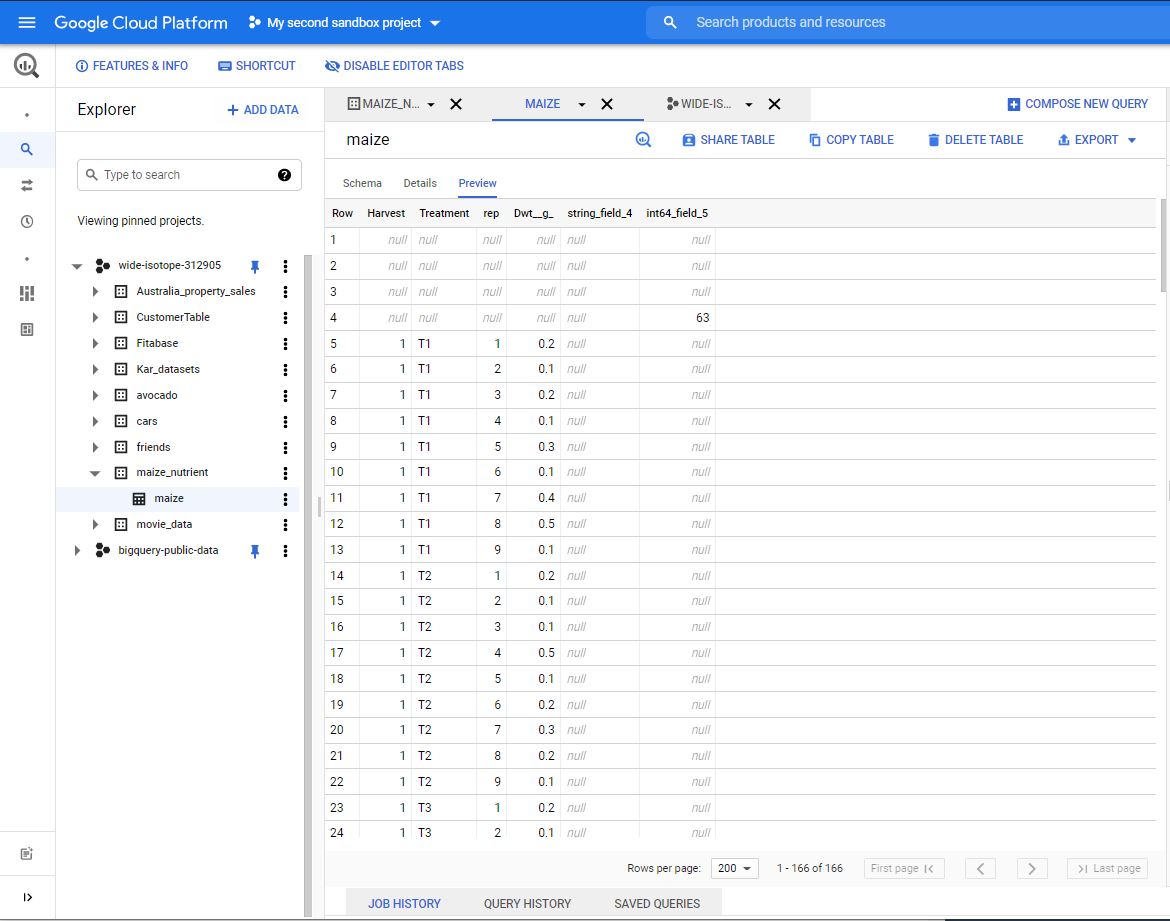 Google Cloud Platform My second sandbox project Search products and resources
FEATURES & INFO SHORTCUT DISABLE EDITOR TABS
Explorer + ADD DATA
MAIZE_N... MAIZE WIDE-IS... COMPOSE NEW QUERY
maize SHARE TABLE COPY TABLE DELETE TABLE EXPORT
Type to search
Schema Details Preview
Viewing pinned projects.
wide-isotope-312905
Australia_property_sales
CustomerTable
Fitabase
Kar_datasets
avocado
cars
friends
maize_nutrient
maize
movie_data
bigquery-public-data
Row Harvest Treatment rep Dwt__g_ string_field_4 int64_field_5
1 null null null null null null
2 null null null null null null
3 null null null null null null
4 null null null null null 63
5 1 T1 1 0.2 null null
6 1 T1 2 0.1 null null
7 1 T1 3 0.2 null null
8 1 T1 4 0.1 null null
9 1 T1 5 0.3 null null
10 1 T1 6 0.1 null null
11 1 T1 7 0.4 null null
12 1 T1 8 0.5 null null
13 1 T1 9 0.1 null null
14 1 T2 1 0.2 null null
15 1 T2 2 0.1 null null
16 1 T2 3 0.1 null null
17 1 T2 4 0.5 null null
18 1 T2 5 0.1 null null
19 1 T2 6 0.2 null null
20 1 T2 7 0.3 null null
21 1 T2 8 0.2 null null
22 1 T2 9 0.1 null null
23 1 T3 1 0.2 null null
24 1 T3 2 0.1 null null
Rows per page: 200 1 - 166 of 166 First page Last page
JOB HISTORY QUERY HISTORY SAVED QUERIES